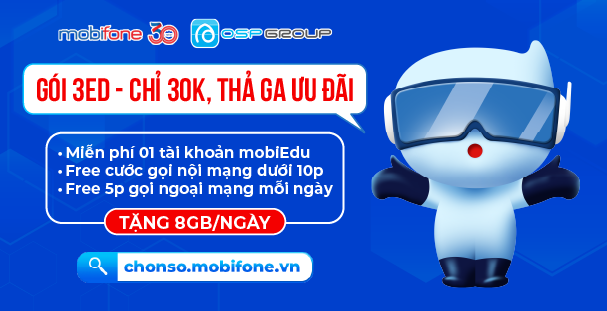 mobifone 30 OSP GROUP
GÓI 3ED - CHỈ 30K, THẢ GA ƯU ĐÃI
• Miễn phí 01 tài khoản mobiEdu
• Free cước gọi nội mạng dưới 10p
• Free 5p gọi ngoại mạng mỗi ngày
TẶNG 8GB/NGÀY
chonso.mobifone.vn